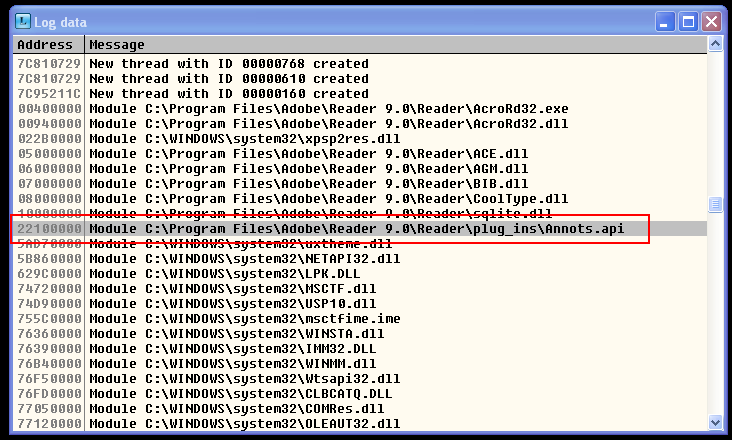 Log data
Address Message
7C810729 New thread with ID 00000768 created
7C810729 New thread with ID 00000610 created
7C95211C New thread with ID 00000160 created
00400000 Module C:\Program Files\Adobe\Reader 9.0\Reader\AcroRd32.exe
00940000 Module C:\Program Files\Adobe\Reader 9.0\Reader\AcroRd32.dll
022B0000 Module C:\WINDOWS\system32\xpsp2res.dll
05000000 Module C:\Program Files\Adobe\Reader 9.0\Reader\ACE.dll
06000000 Module C:\Program Files\Adobe\Reader 9.0\Reader\AGM.dll
07000000 Module C:\Program Files\Adobe\Reader 9.0\Reader\BIB.dll
08000000 Module C:\Program Files\Adobe\Reader 9.0\Reader\CoolType.dll
10000000 Module C:\Program Files\Adobe\Reader 9.0\Reader\sqlite.dll
22100000 Module C:\Program Files\Adobe\Reader 9.0\Reader\plug_ins\Annots.api
5AD70000 Module C:\WINDOWS\system32\uxtheme.dll
5B860000 Module C:\WINDOWS\system32\NETAPI32.dll
629C0000 Module C:\WINDOWS\system32\LPK.DLL
74720000 Module C:\WINDOWS\system32\MSCTF.dll
74D90000 Module C:\WINDOWS\system32\USP10.dll
755C0000 Module C:\WINDOWS\system32\msctfime.ime
76360000 Module C:\WINDOWS\system32\WINSTA.dll
76390000 Module C:\WINDOWS\system32\IMM32.DLL
76B40000 Module C:\WINDOWS\system32\WINMM.dll
76F50000 Module C:\WINDOWS\system32\Wtsapi32.dll
76FD0000 Module C:\WINDOWS\system32\CLBCATQ.DLL
77050000 Module C:\WINDOWS\system32\COMRes.dll
77120000 Module C:\WINDOWS\system32\OLEAUT32.dll